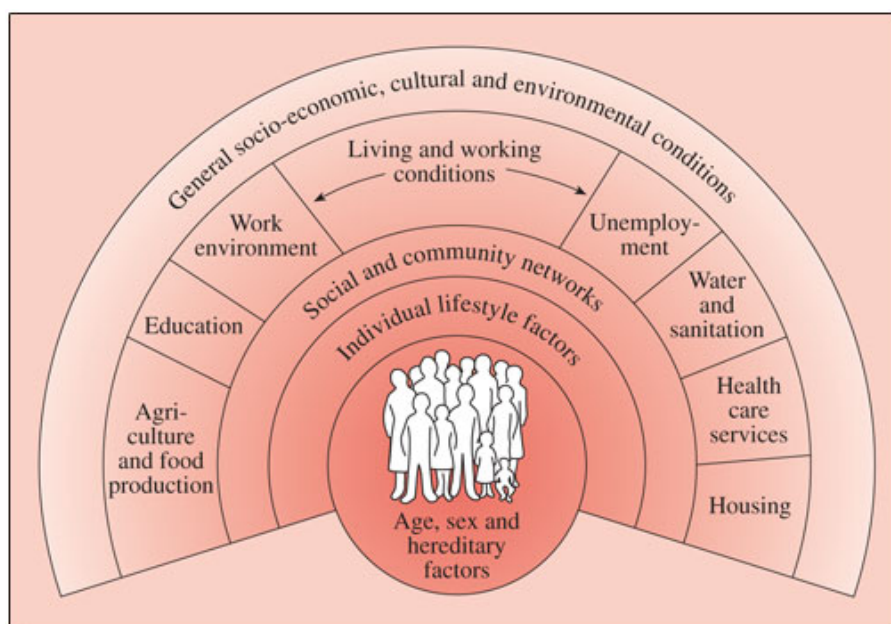 General socio-economic, cultural and environmental conditions
Living and working
conditions
Work
environment
Unemploy-
ment
Education
Water
and
sanitation
Agri-
culture
and food
production
Health
care
services
Housing
Social and community networks
Individual lifestyle factors
Age, sex and
hereditary
factors